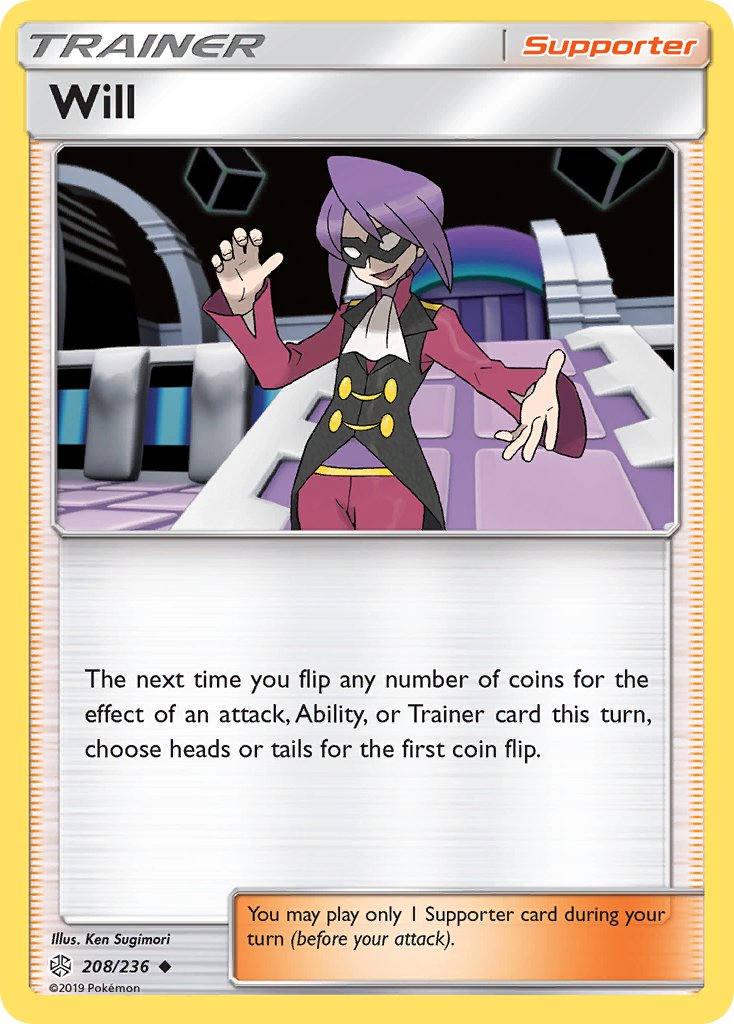 TRAINER
Supporter
Will
The next time you flip any number of coins for the
effect of an attack, Ability, or Trainer card this turn,
choose heads or tails for the first coin flip.
You may play only 1 Supporter card during your
turn (before your attack).
Illus. Ken Sugimori
208/236
©2019 Pokémon